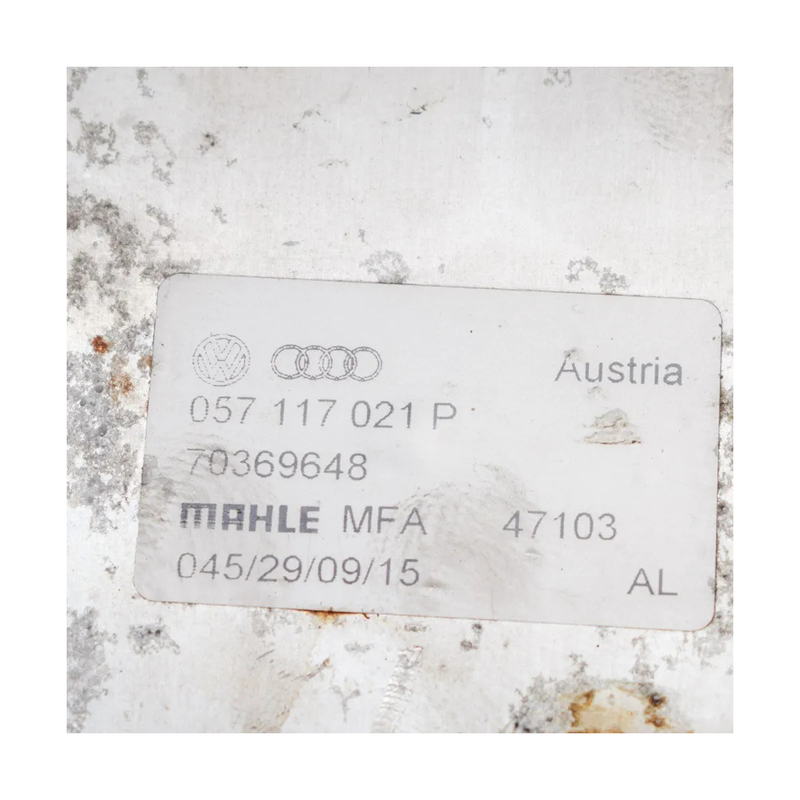 Austria
057 117 021 P
70369648
MAHLE MFA 47103
045/29/09/15 AL